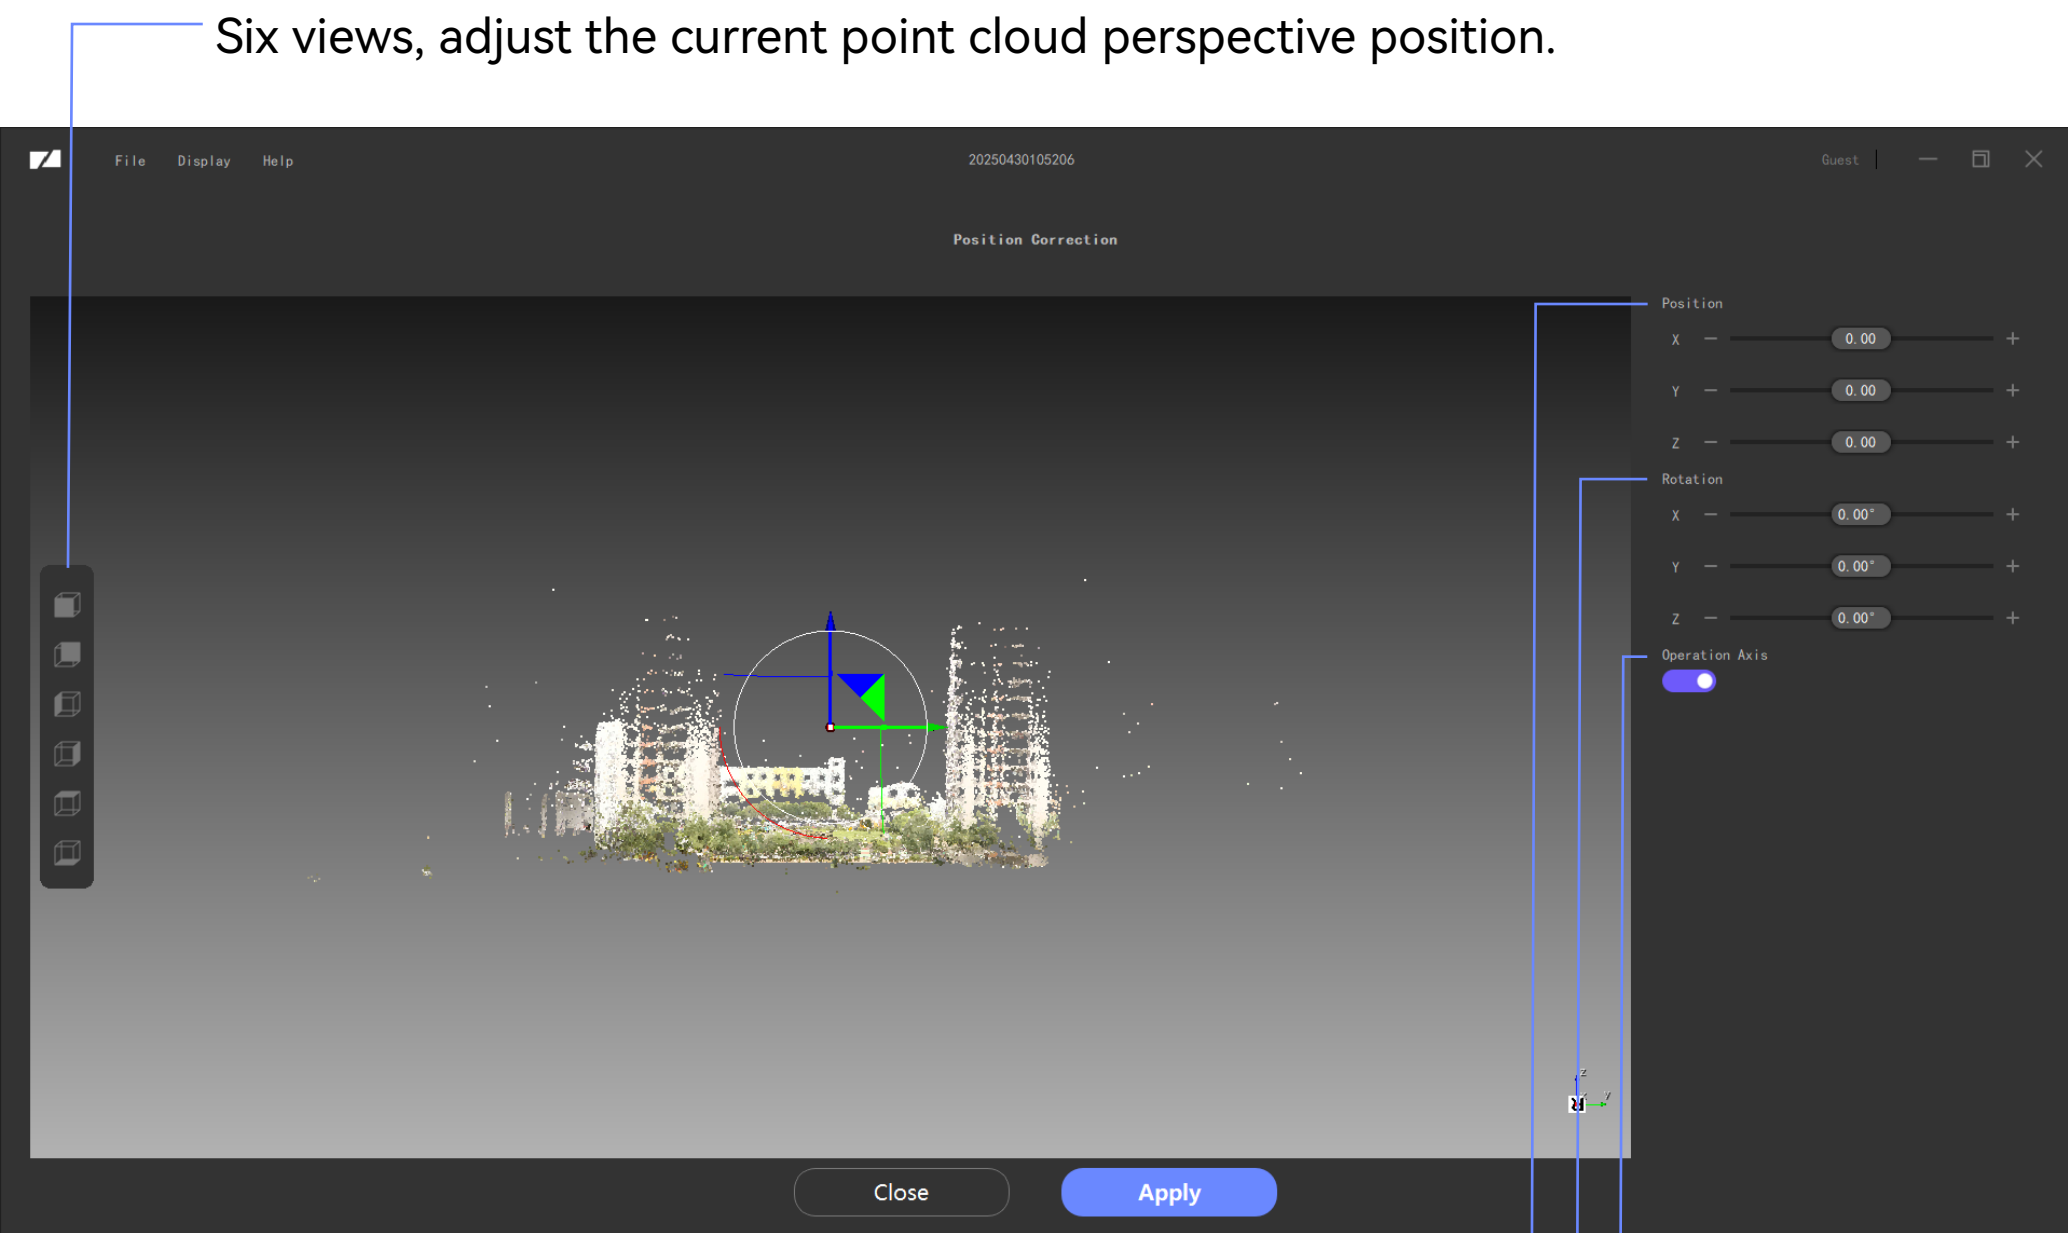 Six views, adjust the current point cloud perspective position.
File Display Help 20250430105206 Guest
Position Correction
Position
X 0.00
Y 0.00
Z 0.00
Rotation
X 0.00°
Y 0.00°
Z 0.00°
Operation Axis
z
y
Close Apply